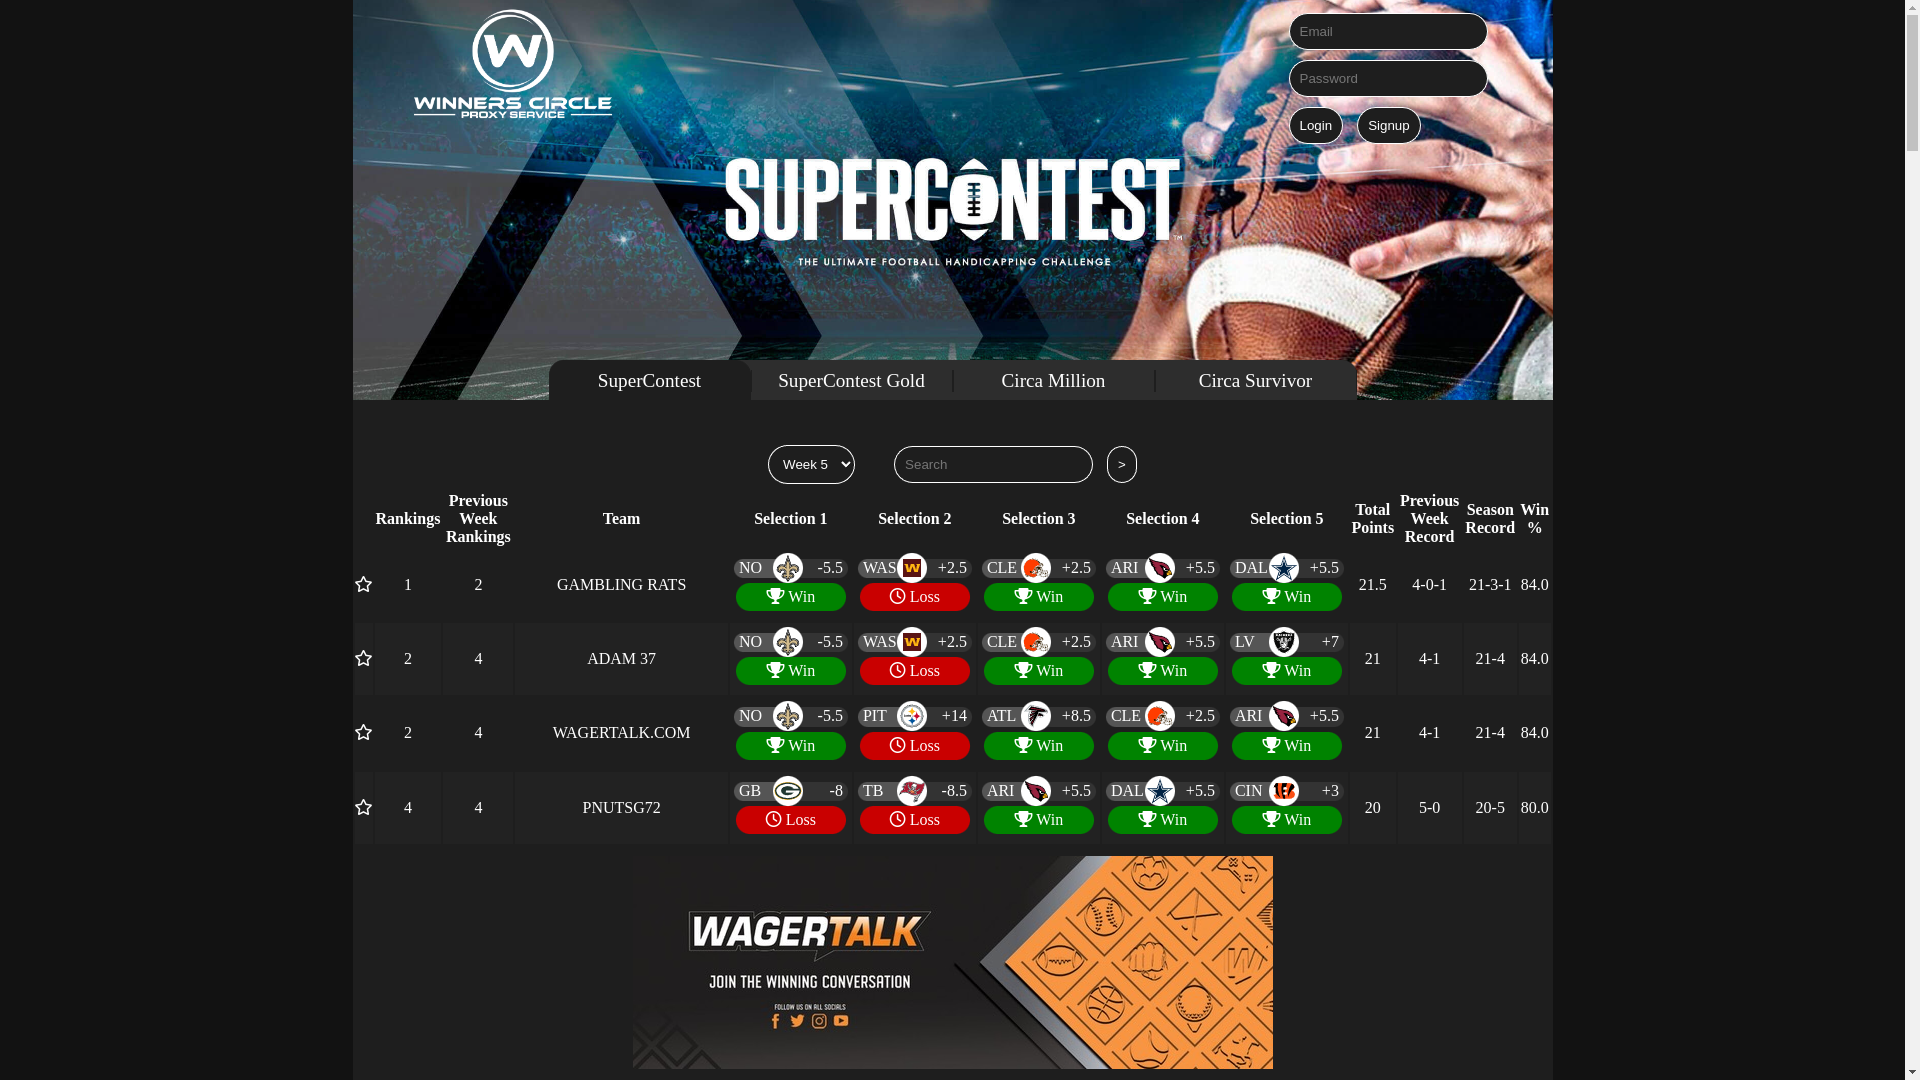 W
WINNERS CIRCLE
PROXY SERVICE
Email
Password
Login
Signup
SUPERCONTEST™
THE ULTIMATE FOOTBALL HANDICAPPING CHALLENGE
SuperContest
SuperContest Gold
Circa Million
Circa Survivor
Week 5
Search
>
Rankings
Previous Week Rankings
Team
Selection 1
Selection 2
Selection 3
Selection 4
Selection 5
Total Points
Previous Week Record
Season Record
Win %
1 2 GAMBLING RATS
NO -5.5 Win
WAS +2.5 Loss
CLE +2.5 Win
ARI +5.5 Win
DAL +5.5 Win
21.5 4-0-1 21-3-1 84.0
2 4 ADAM 37
NO -5.5 Win
WAS +2.5 Loss
CLE +2.5 Win
ARI +5.5 Win
LV +7 Win
21 4-1 21-4 84.0
2 4 WAGERTALK.COM
NO -5.5 Win
PIT +14 Loss
ATL +8.5 Win
CLE +2.5 Win
ARI +5.5 Win
21 4-1 21-4 84.0
4 4 PNUTSG72
GB -8 Loss
TB -8.5 Loss
ARI +5.5 Win
DAL +5.5 Win
CIN +3 Win
20 5-0 20-5 80.0
WAGERTALK
JOIN THE WINNING CONVERSATION
FOLLOW US ON ALL SOCIALS